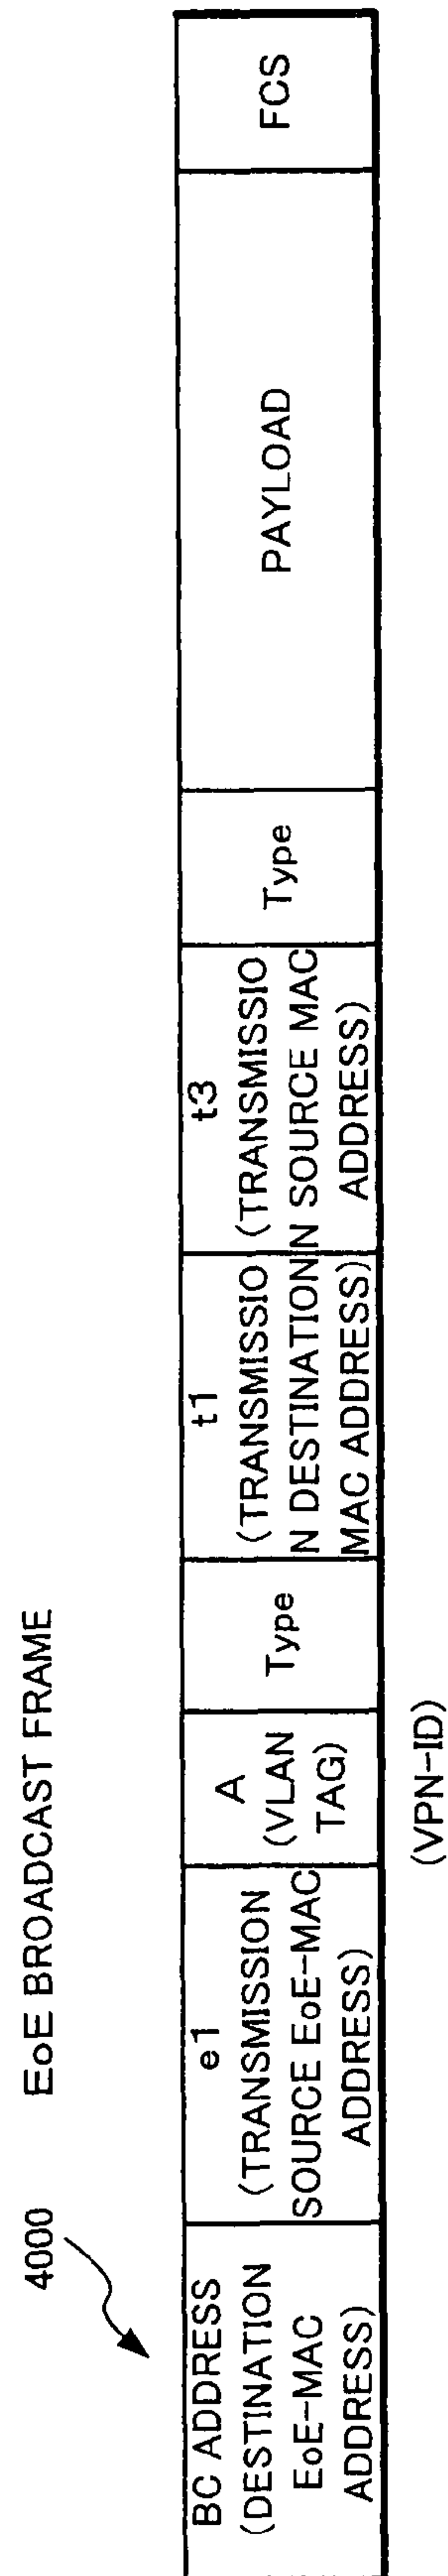 EoE BROADCAST FRAME
4000
BC ADDRESS
(DESTINATION
EoE-MAC
ADDRESS)
e1
(TRANSMISSION
SOURCE EoE-MAC
ADDRESS)
A
(VLAN
TAG)
(VPN-ID)
Type
t1
(TRANSMISSIO
N DESTINATION
MAC ADDRESS)
t3
(TRANSMISSIO
N SOURCE MAC
ADDRESS)
Type
PAYLOAD
FCS